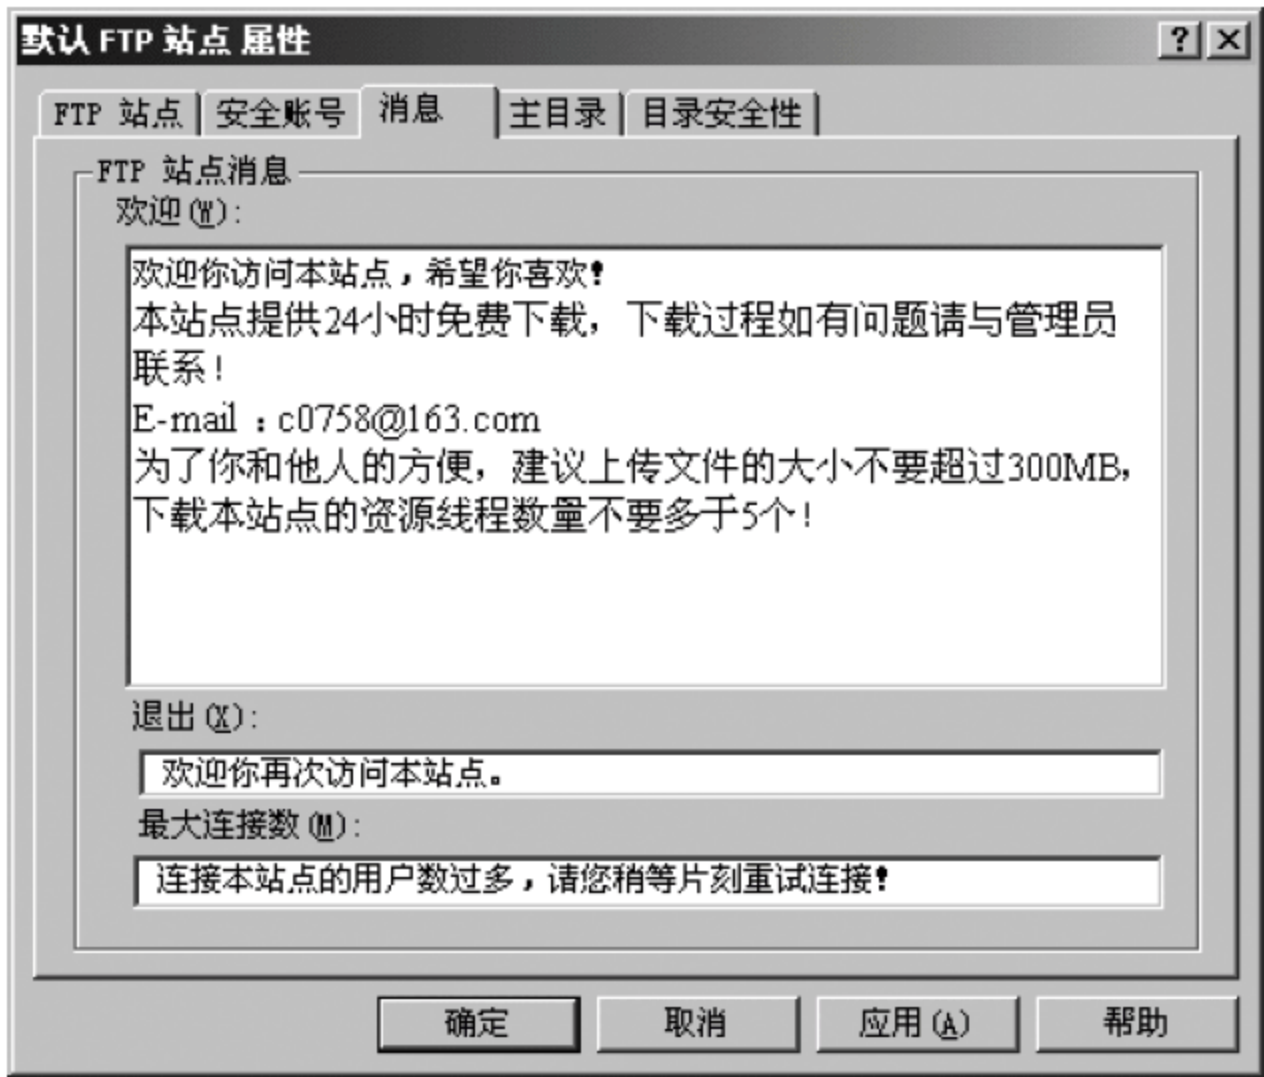 默认 FTP 站点 属性
FTP 站点 安全账号 消息 主目录 目录安全性
FTP 站点消息
欢迎(W):
欢迎你访问本站点，希望你喜欢！
本站点提供24小时免费下载，下载过程如有问题请与管理员
联系！
E-mail：c0758@163.com
为了你和他人的方便，建议上传文件的大小不要超过300MB，
下载本站点的资源线程数量不要多于5个！
退出(X):
欢迎你再次访问本站点。
最大连接数(M):
连接本站点的用户数过多，请您稍等片刻重试连接！
确定 取消 应用(A) 帮助